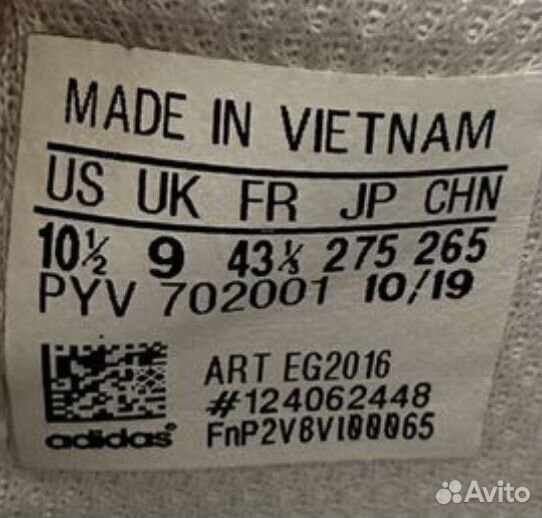 MADE IN VIETNAM
US UK FR JP CHN
10½ 9 43⅓ 275 265
PYV 702001 10/19
ART EG2016
#124062448
adidas® FnP2V8VI00065
Avito